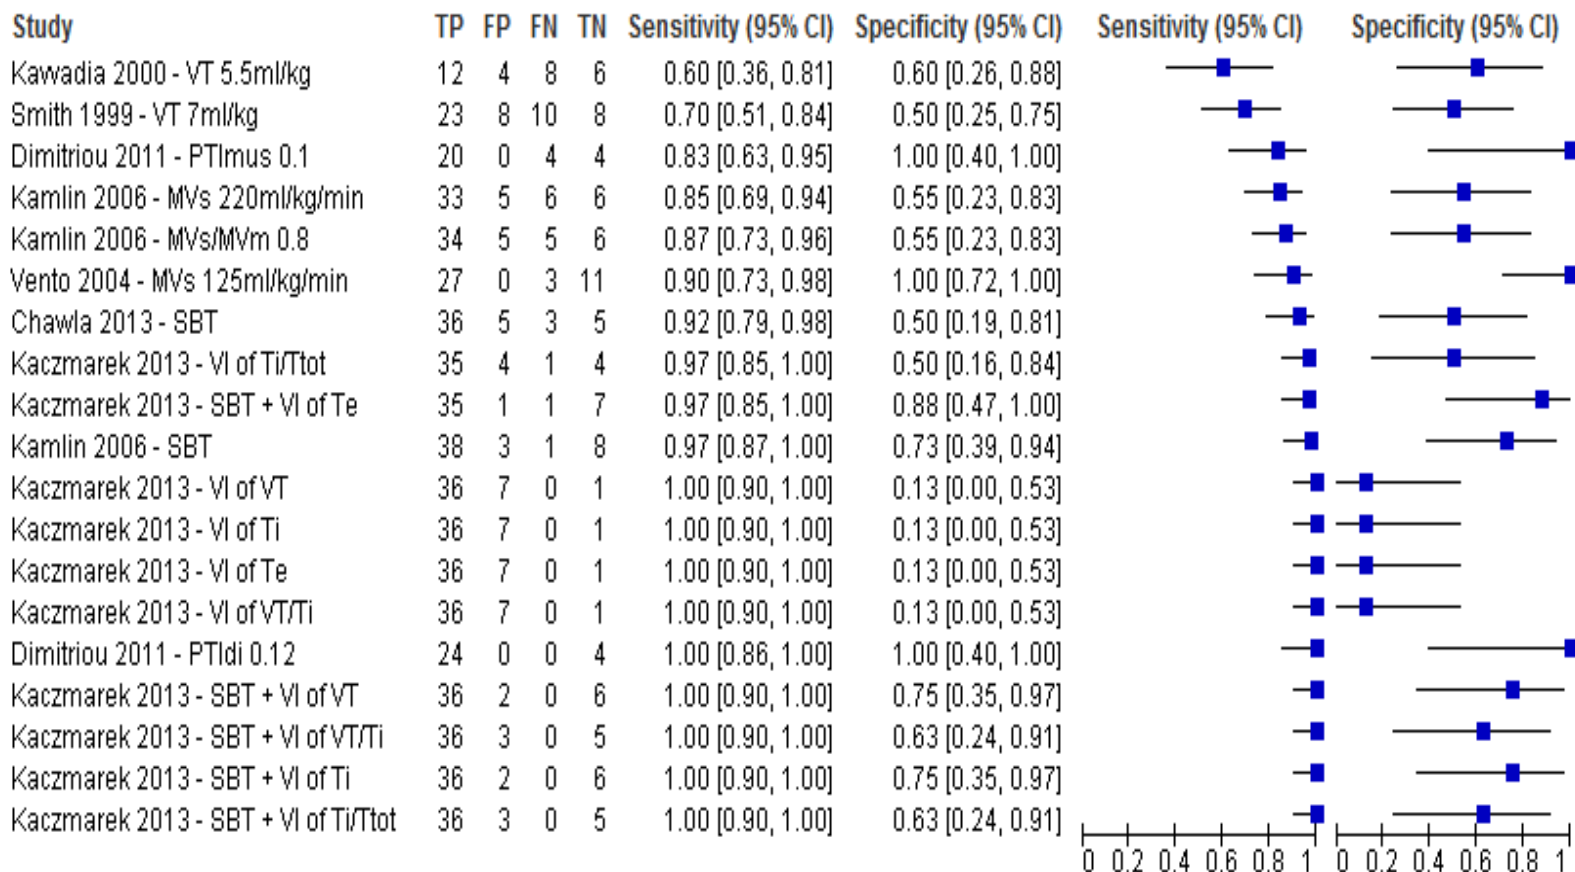 Study TP FP FN TN Sensitivity (95% CI) Specificity (95% CI) Sensitivity (95% CI) Specificity (95% CI)
Kawadia 2000 - VT 5.5ml/kg 12 4 8 6 0.60 [0.36, 0.81] 0.60 [0.26, 0.88]
Smith 1999 - VT 7ml/kg 23 8 10 8 0.70 [0.51, 0.84] 0.50 [0.25, 0.75]
Dimitriou 2011 - PTImus 0.1 20 0 4 4 0.83 [0.63, 0.95] 1.00 [0.40, 1.00]
Kamlin 2006 - MVs 220ml/kg/min 33 5 6 6 0.85 [0.69, 0.94] 0.55 [0.23, 0.83]
Kamlin 2006 - MVs/MVm 0.8 34 5 5 6 0.87 [0.73, 0.96] 0.55 [0.23, 0.83]
Vento 2004 - MVs 125ml/kg/min 27 0 3 11 0.90 [0.73, 0.98] 1.00 [0.72, 1.00]
Chawla 2013 - SBT 36 5 3 5 0.92 [0.79, 0.98] 0.50 [0.19, 0.81]
Kaczmarek 2013 - VI of Ti/Ttot 35 4 1 4 0.97 [0.85, 1.00] 0.50 [0.16, 0.84]
Kaczmarek 2013 - SBT + VI of Te 35 1 1 7 0.97 [0.85, 1.00] 0.88 [0.47, 1.00]
Kamlin 2006 - SBT 38 3 1 8 0.97 [0.87, 1.00] 0.73 [0.39, 0.94]
Kaczmarek 2013 - VI of VT 36 7 0 1 1.00 [0.90, 1.00] 0.13 [0.00, 0.53]
Kaczmarek 2013 - VI of Ti 36 7 0 1 1.00 [0.90, 1.00] 0.13 [0.00, 0.53]
Kaczmarek 2013 - VI of Te 36 7 0 1 1.00 [0.90, 1.00] 0.13 [0.00, 0.53]
Kaczmarek 2013 - VI of VT/Ti 36 7 0 1 1.00 [0.90, 1.00] 0.13 [0.00, 0.53]
Dimitriou 2011 - PTIdi 0.12 24 0 0 4 1.00 [0.86, 1.00] 1.00 [0.40, 1.00]
Kaczmarek 2013 - SBT + VI of VT 36 2 0 6 1.00 [0.90, 1.00] 0.75 [0.35, 0.97]
Kaczmarek 2013 - SBT + VI of VT/Ti 36 3 0 5 1.00 [0.90, 1.00] 0.63 [0.24, 0.91]
Kaczmarek 2013 - SBT + VI of Ti 36 2 0 6 1.00 [0.90, 1.00] 0.75 [0.35, 0.97]
Kaczmarek 2013 - SBT + VI of Ti/Ttot 36 3 0 5 1.00 [0.90, 1.00] 0.63 [0.24, 0.91]
0 0.2 0.4 0.6 0.8 1 0 0.2 0.4 0.6 0.8 1